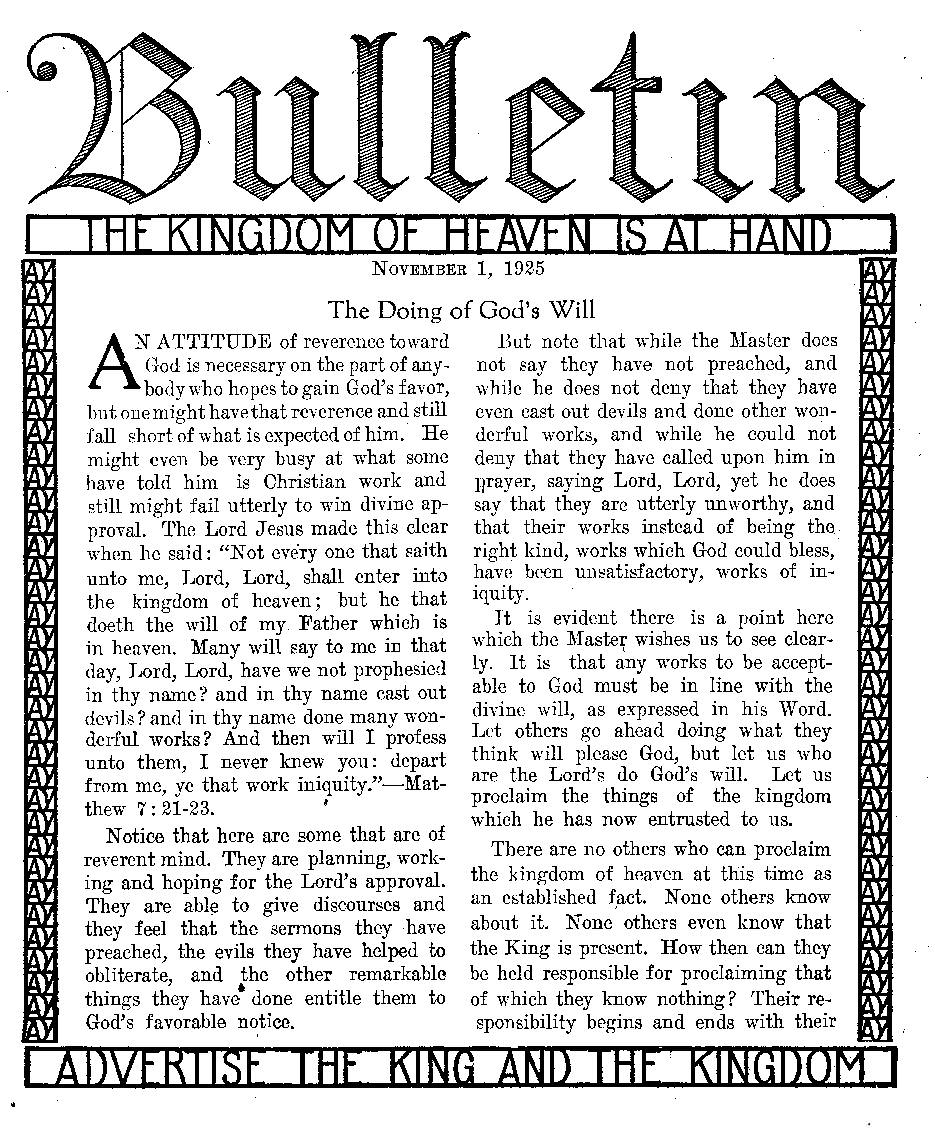 Bulletin
THE KINGDOM OF HEAVEN IS AT HAND
NOVEMBER 1, 1925
The Doing of God's Will
AN ATTITUDE of reverence toward
God is necessary on the part of any-
body who hopes to gain God's favor,
but one might have that reverence and still
fall short of what is expected of him. He
might even be very busy at what some
have told him is Christian work and
still might fail utterly to win divine ap-
proval. The Lord Jesus made this clear
when he said: "Not every one that saith
unto me, Lord, Lord, shall enter into
the kingdom of heaven; but he that
doeth the will of my Father which is
in heaven. Many will say to me in that
day, Lord, Lord, have we not prophesied
in thy name? and in thy name cast out
devils? and in thy name done many won-
derful works? And then will I profess
unto them, I never knew you: depart
from me, ye that work iniquity."—Mat-
thew 7:21-23.
Notice that here are some that are of
reverent mind. They are planning, work-
ing and hoping for the Lord's approval.
They are able to give discourses and
they feel that the sermons they have
preached, the evils they have helped to
obliterate, and the other remarkable
things they have done entitle them to
God's favorable notice.
But note that while the Master does
not say they have not preached, and
while he does not deny that they have
even cast out devils and done other won-
derful works, and while he could not
deny that they have called upon him in
prayer, saying Lord, Lord, yet he does
say that they are utterly unworthy, and
that their works instead of being the
right kind, works which God could bless,
have been unsatisfactory, works of in-
iquity.
It is evident there is a point here
which the Master wishes us to see clear-
ly. It is that any works to be accept-
able to God must be in line with the
divine will, as expressed in his Word.
Let others go ahead doing what they
think will please God, but let us who
are the Lord's do God's will. Let us
proclaim the things of the kingdom
which he has now entrusted to us.
There are no others who can proclaim
the kingdom of heaven at this time as
an established fact. None others know
about it. None others even know that
the King is present. How then can they
be held responsible for proclaiming that
of which they know nothing? Their re-
sponsibility begins and ends with their
ADVERTISE THE KING AND THE KINGDOM